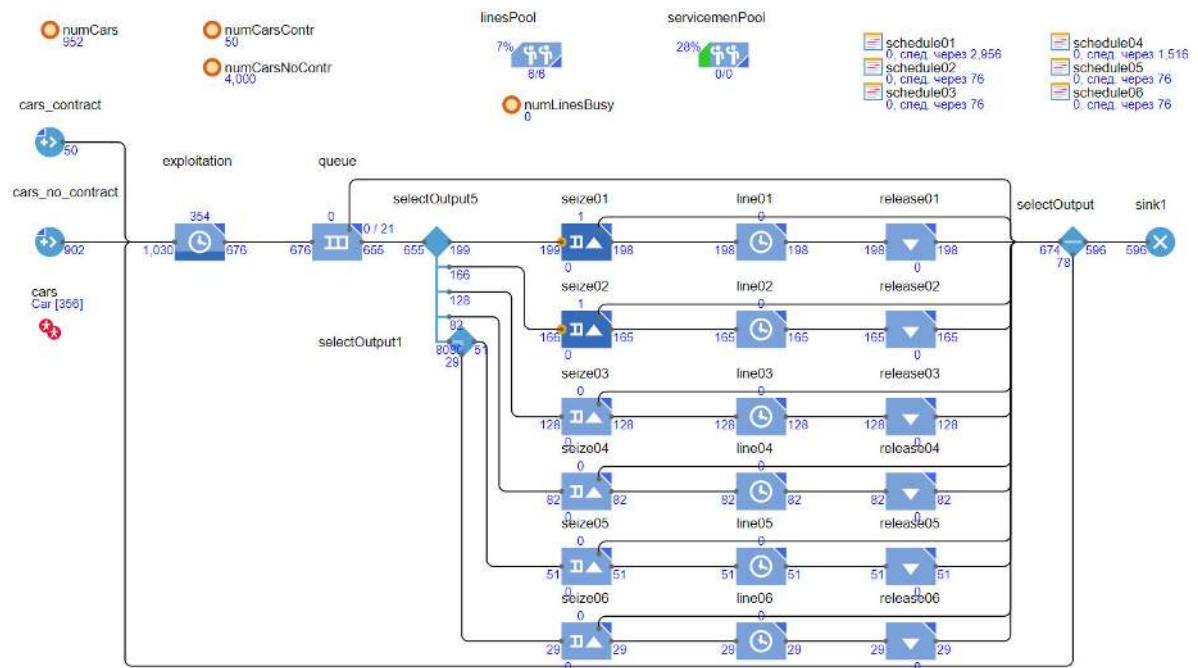 numCars
952
numCarsContr
50
numCarsNoContr
4,000
linesPool
7%
6/6
servicemenPool
28%
0/0
numLinesBusy
0
schedule01
0, след. через 2,956
schedule02
0, след. через 76
schedule03
0, след. через 76
schedule04
0, след. через 1,516
schedule05
0, след. через 76
schedule06
0, след. через 76
cars_contract
50
cars_no_contract
902
cars
Car [356]
exploitation
354
1,030 676
queue
0
0 / 21
676 655
selectOutput5
655 199
166
128
82
selectOutput1
51
29
seize01
1
199 198
0
line01
0
198 198
release01
198 198
0
seize02
1
166 165
0
line02
0
165 165
release02
165 165
0
seize03
0
128 128
0
line03
0
128 128
release03
128 128
0
seize04
0
82 82
0
line04
0
82 82
release04
82 82
0
seize05
0
51 51
0
line05
0
51 51
release05
51 51
0
seize06
0
29 29
0
line06
0
29 29
release06
29 29
0
selectOutput
674 596
78
sink1
596